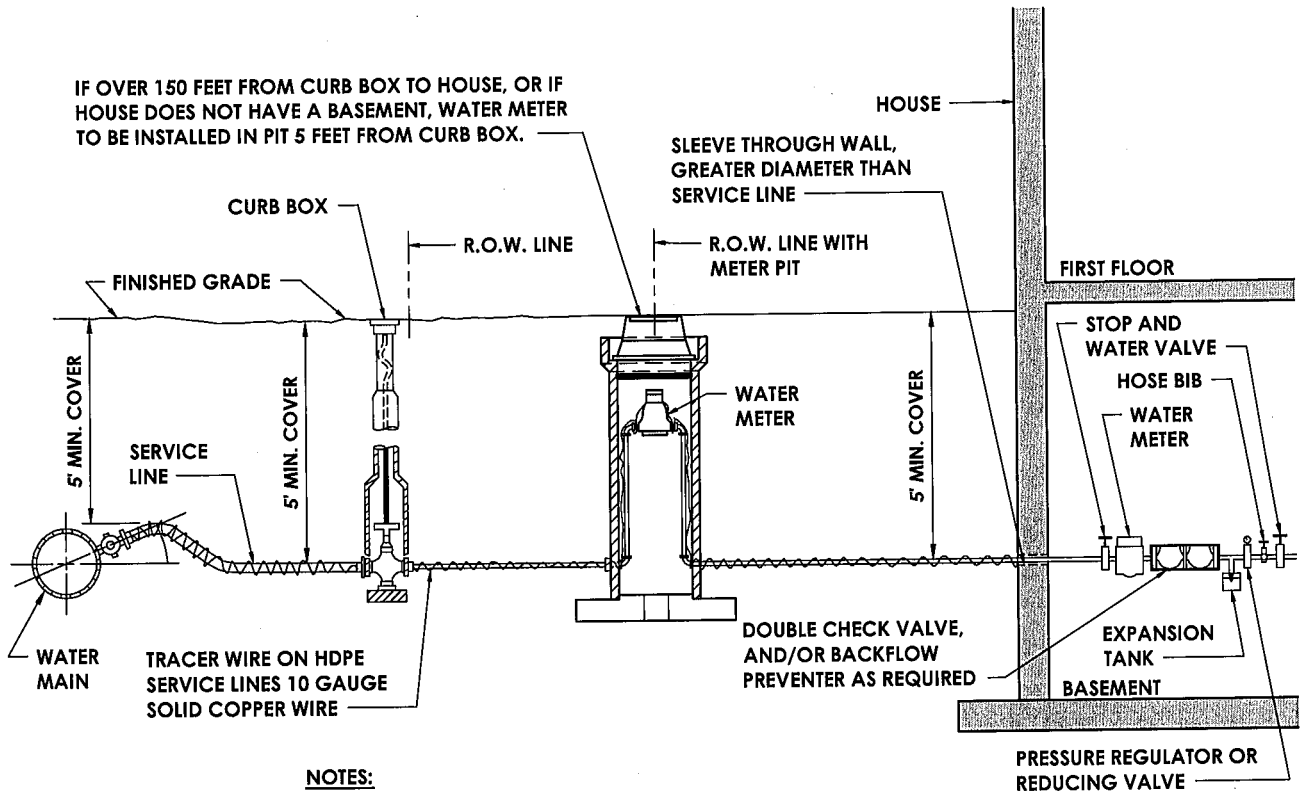 IF OVER 150 FEET FROM CURB BOX TO HOUSE, OR IF
HOUSE DOES NOT HAVE A BASEMENT, WATER METER
TO BE INSTALLED IN PIT 5 FEET FROM CURB BOX.
HOUSE
SLEEVE THROUGH WALL,
GREATER DIAMETER THAN
SERVICE LINE
CURB BOX
R.O.W. LINE
R.O.W. LINE WITH
METER PIT
FINISHED GRADE
FIRST FLOOR
STOP AND
WATER VALVE
HOSE BIB
WATER
METER
5' MIN. COVER
SERVICE
LINE
5' MIN. COVER
WATER
METER
5' MIN. COVER
WATER
MAIN
TRACER WIRE ON HDPE
SERVICE LINES 10 GAUGE
SOLID COPPER WIRE
DOUBLE CHECK VALVE,
AND/OR BACKFLOW
PREVENTER AS REQUIRED
EXPANSION
TANK
BASEMENT
PRESSURE REGULATOR OR
REDUCING VALVE
NOTES: